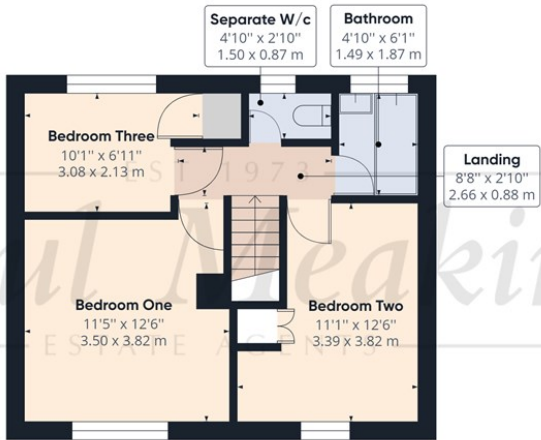 Separate W/c
4'10" x 2'10"
1.50 x 0.87 m
Bathroom
4'10" x 6'1"
1.49 x 1.87 m
Bedroom Three
10'1" x 6'11"
3.08 x 2.13 m
Landing
8'8" x 2'10"
2.66 x 0.88 m
EST 1973
ul Meakin
Bedroom One
11'5" x 12'6"
3.50 x 3.82 m
Bedroom Two
11'1" x 12'6"
3.39 x 3.82 m
ESTATE AGENTS